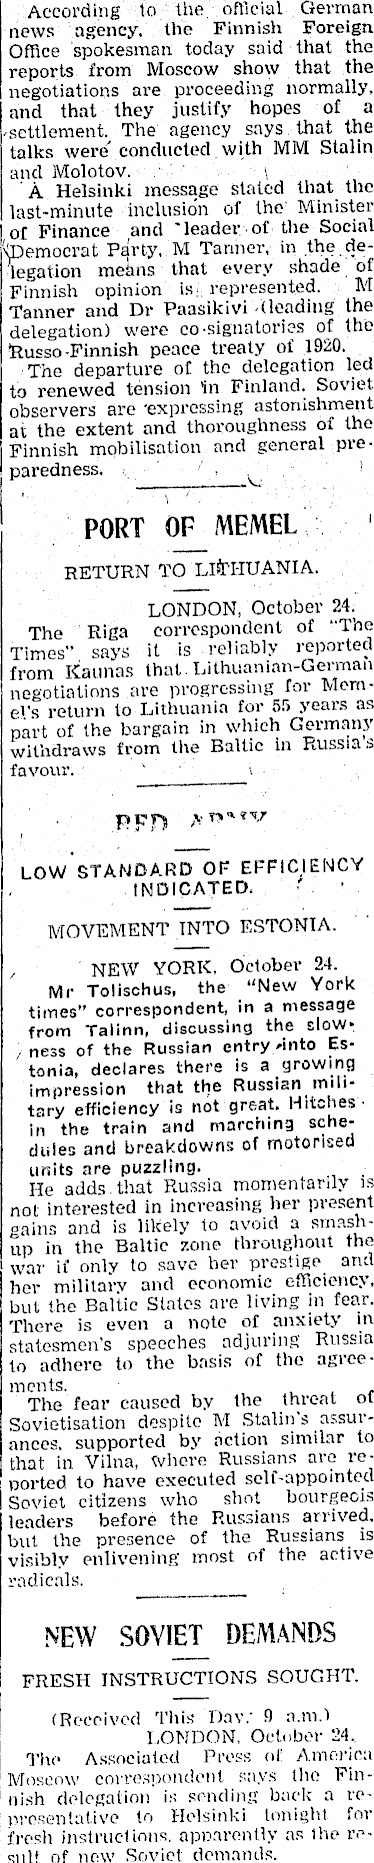 According to the official German
news agency, the Finnish Foreign
Office spokesman today said that the
reports from Moscow show that the
negotiations are proceeding normally,
and that they justify hopes of a
settlement. The agency says that the
talks were conducted with MM Stalin
and Molotov.
A Helsinki message stated that the
last-minute inclusion of the Minister
of Finance and leader of the Social
Democrat Party, M Tanner, in the de-
legation means that every shade of
Finnish opinion is represented. M
Tanner and Dr Paasikivi (leading the
delegation) were co-signatories of the
Russo-Finnish peace treaty of 1920.
The departure of the delegation led
to renewed tension in Finland. Soviet
observers are expressing astonishment
at the extent and thoroughness of the
Finnish mobilisation and general pre-
paredness.
PORT OF MEMEL
RETURN TO LITHUANIA.
LONDON, October 24.
The Riga correspondent of "The
Times" says it is reliably reported
from Kaunas that Lithuanian-German
negotiations are progressing for Mem-
el's return to Lithuania for 55 years as
part of the bargain in which Germany
withdraws from the Baltic in Russia's
favour.
RED ARMY
LOW STANDARD OF EFFICIENCY
INDICATED.
MOVEMENT INTO ESTONIA.
NEW YORK, October 24.
Mr Tolischus, the "New York
times" correspondent, in a message
from Talinn, discussing the slow-
ness of the Russian entry into Es-
tonia, declares there is a growing
impression that the Russian mili-
tary efficiency is not great. Hitches
in the train and marching sche-
dules and breakdowns of motorised
units are puzzling.
He adds that Russia momentarily is
not interested in increasing her present
gains and is likely to avoid a smash-
up in the Baltic zone throughout the
war if only to save her prestige and
her military and economic efficiency,
but the Baltic States are living in fear.
There is even a note of anxiety in
statesmen's speeches adjuring Russia
to adhere to the basis of the agree-
ments.
The fear caused by the threat of
Sovietisation despite M Stalin's assur-
ances, supported by action similar to
that in Vilna, where Russians are re-
ported to have executed self-appointed
Soviet citizens who shot bourgeois
leaders before the Russians arrived,
but the presence of the Russians is
visibly enlivening most of the active
radicals.
NEW SOVIET DEMANDS
FRESH INSTRUCTIONS SOUGHT.
(Received This Day, 9 a.m.)
LONDON, October 24.
The Associated Press of America
Moscow correspondent says the Fin-
nish delegation is sending back a re-
presentative to Helsinki tonight for
fresh instructions, apparently as the re-
sult of new Soviet demands.